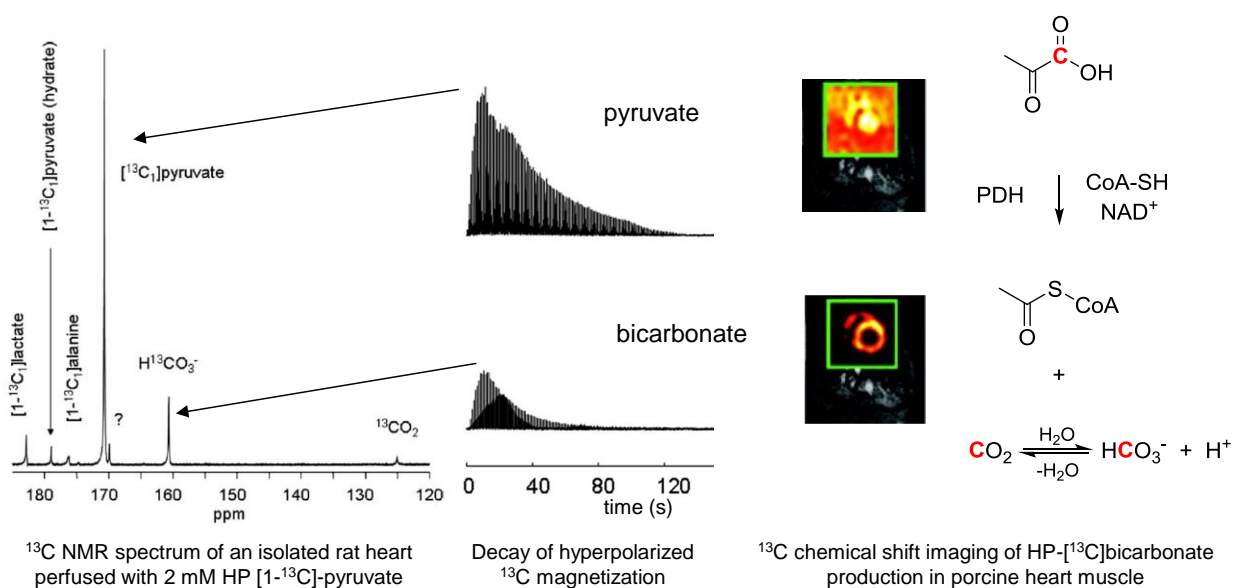 [1-¹³C₁]lactate
[1-¹³C₁]pyruvate (hydrate)
[1-¹³C₁]alanine
[¹³C₁]pyruvate
?
H¹³CO₃⁻
¹³CO₂
180 170 160 150 140 130 120
ppm
¹³C NMR spectrum of an isolated rat heart
perfused with 2 mM HP [1-¹³C]-pyruvate
pyruvate
bicarbonate
0 40 80 120
time (s)
Decay of hyperpolarized
¹³C magnetization
O
C
OH
O
PDH
CoA-SH
NAD⁺
S
CoA
O
+
CO₂
H₂O
-H₂O
HCO₃⁻ + H⁺
¹³C chemical shift imaging of HP-[¹³C]bicarbonate
production in porcine heart muscle